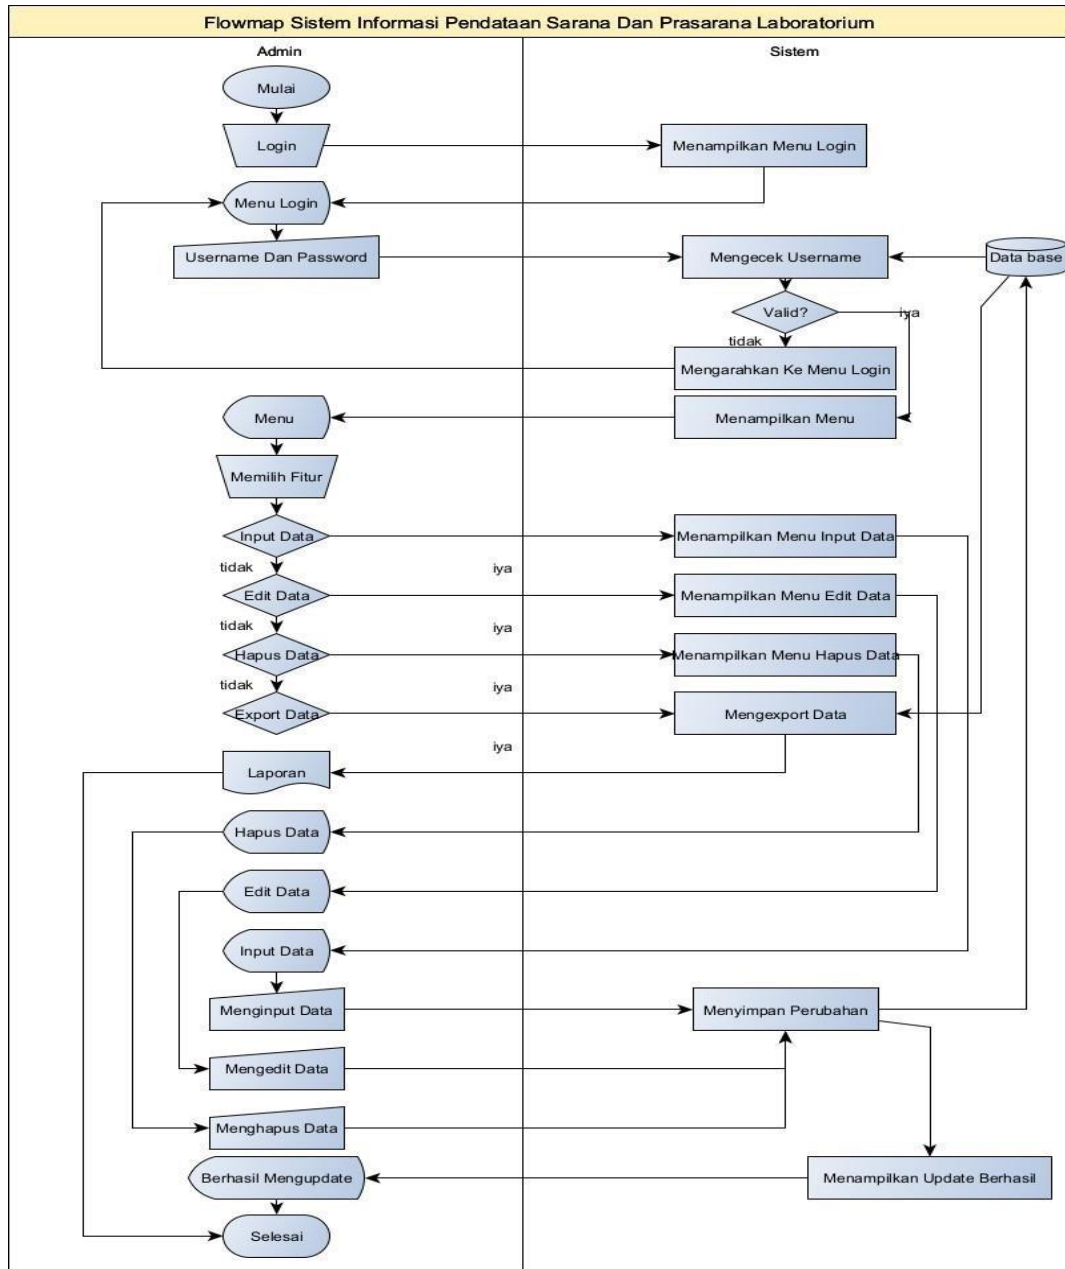 Flowmap Sistem Informasi Pendataan Sarana Dan Prasarana Laboratorium
Admin
Sistem
Mulai
Login
Menampilkan Menu Login
Menu Login
Username Dan Password
Mengecek Username
Data base
Valid?
iya
tidak
Mengarahkan Ke Menu Login
Menu
Menampilkan Menu
Memilih Fitur
Input Data
Menampilkan Menu Input Data
tidak
iya
Edit Data
Menampilkan Menu Edit Data
tidak
iya
Hapus Data
Menampilkan Menu Hapus Data
tidak
iya
Export Data
Mengexport Data
iya
Laporan
Hapus Data
Edit Data
Input Data
Menginput Data
Menyimpan Perubahan
Mengedit Data
Menghapus Data
Berhasil Mengupdate
Menampilkan Update Berhasil
Selesai